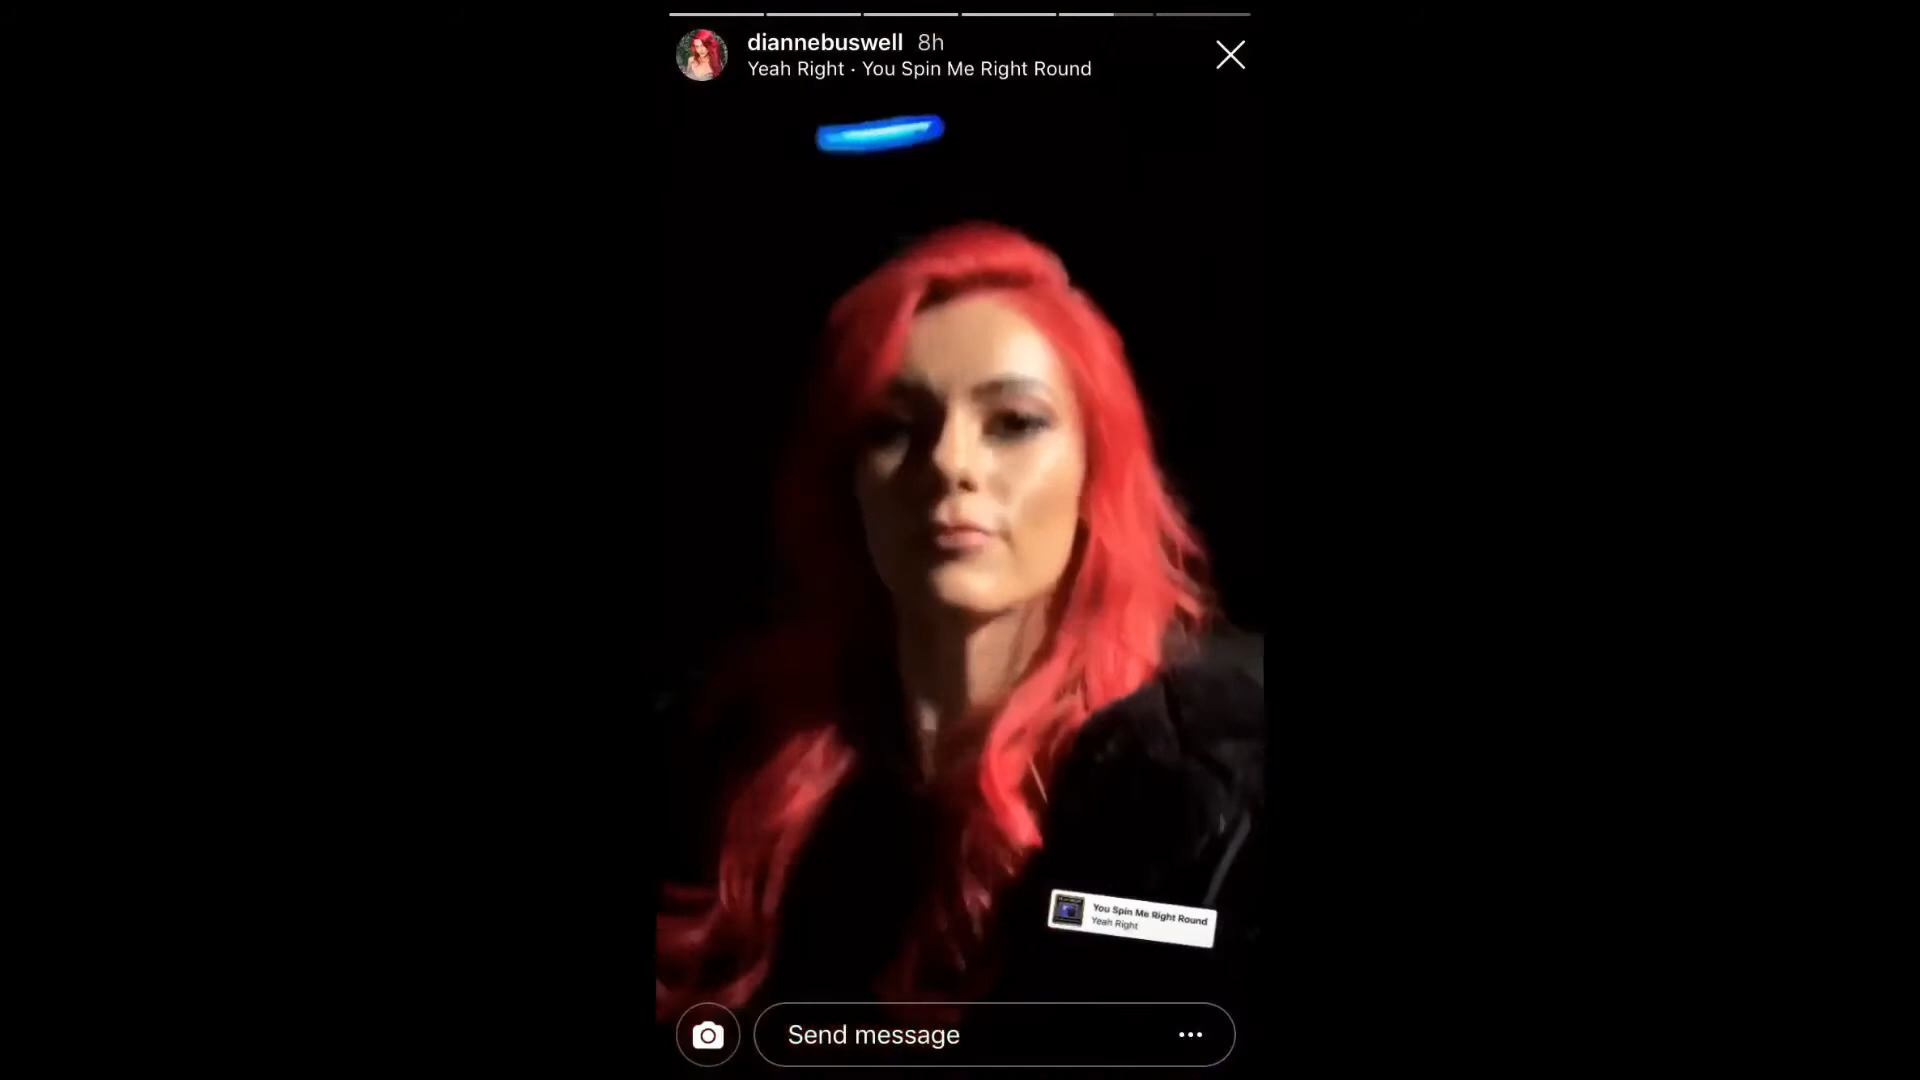 diannebuswell 8h
Yeah Right · You Spin Me Right Round
You Spin Me Right Round
Yeah Right
Send message